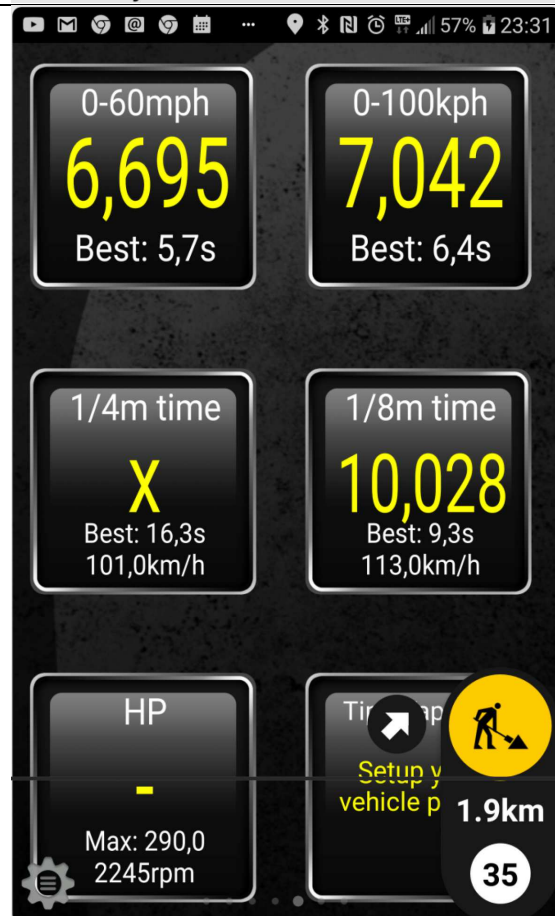 57% 23:31
0-60mph
6,695
Best: 5,7s
0-100kph
7,042
Best: 6,4s
1/4m time
X
Best: 16,3s
101,0km/h
1/8m time
10,028
Best: 9,3s
113,0km/h
HP
-
Max: 290,0
2245rpm
Setup
vehicle
1.9km
35